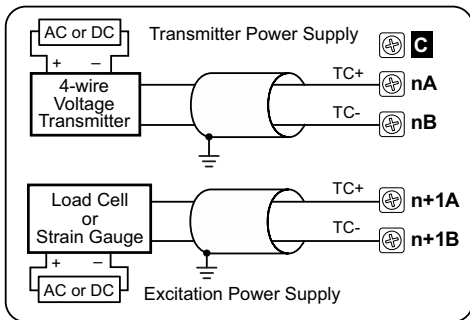 AC or DC
Transmitter Power Supply
C
+ –
4-wire
Voltage
Transmitter
TC+
nA
TC-
nB
Load Cell
or
Strain Gauge
TC+
n+1A
TC-
n+1B
+ –
AC or DC
Excitation Power Supply